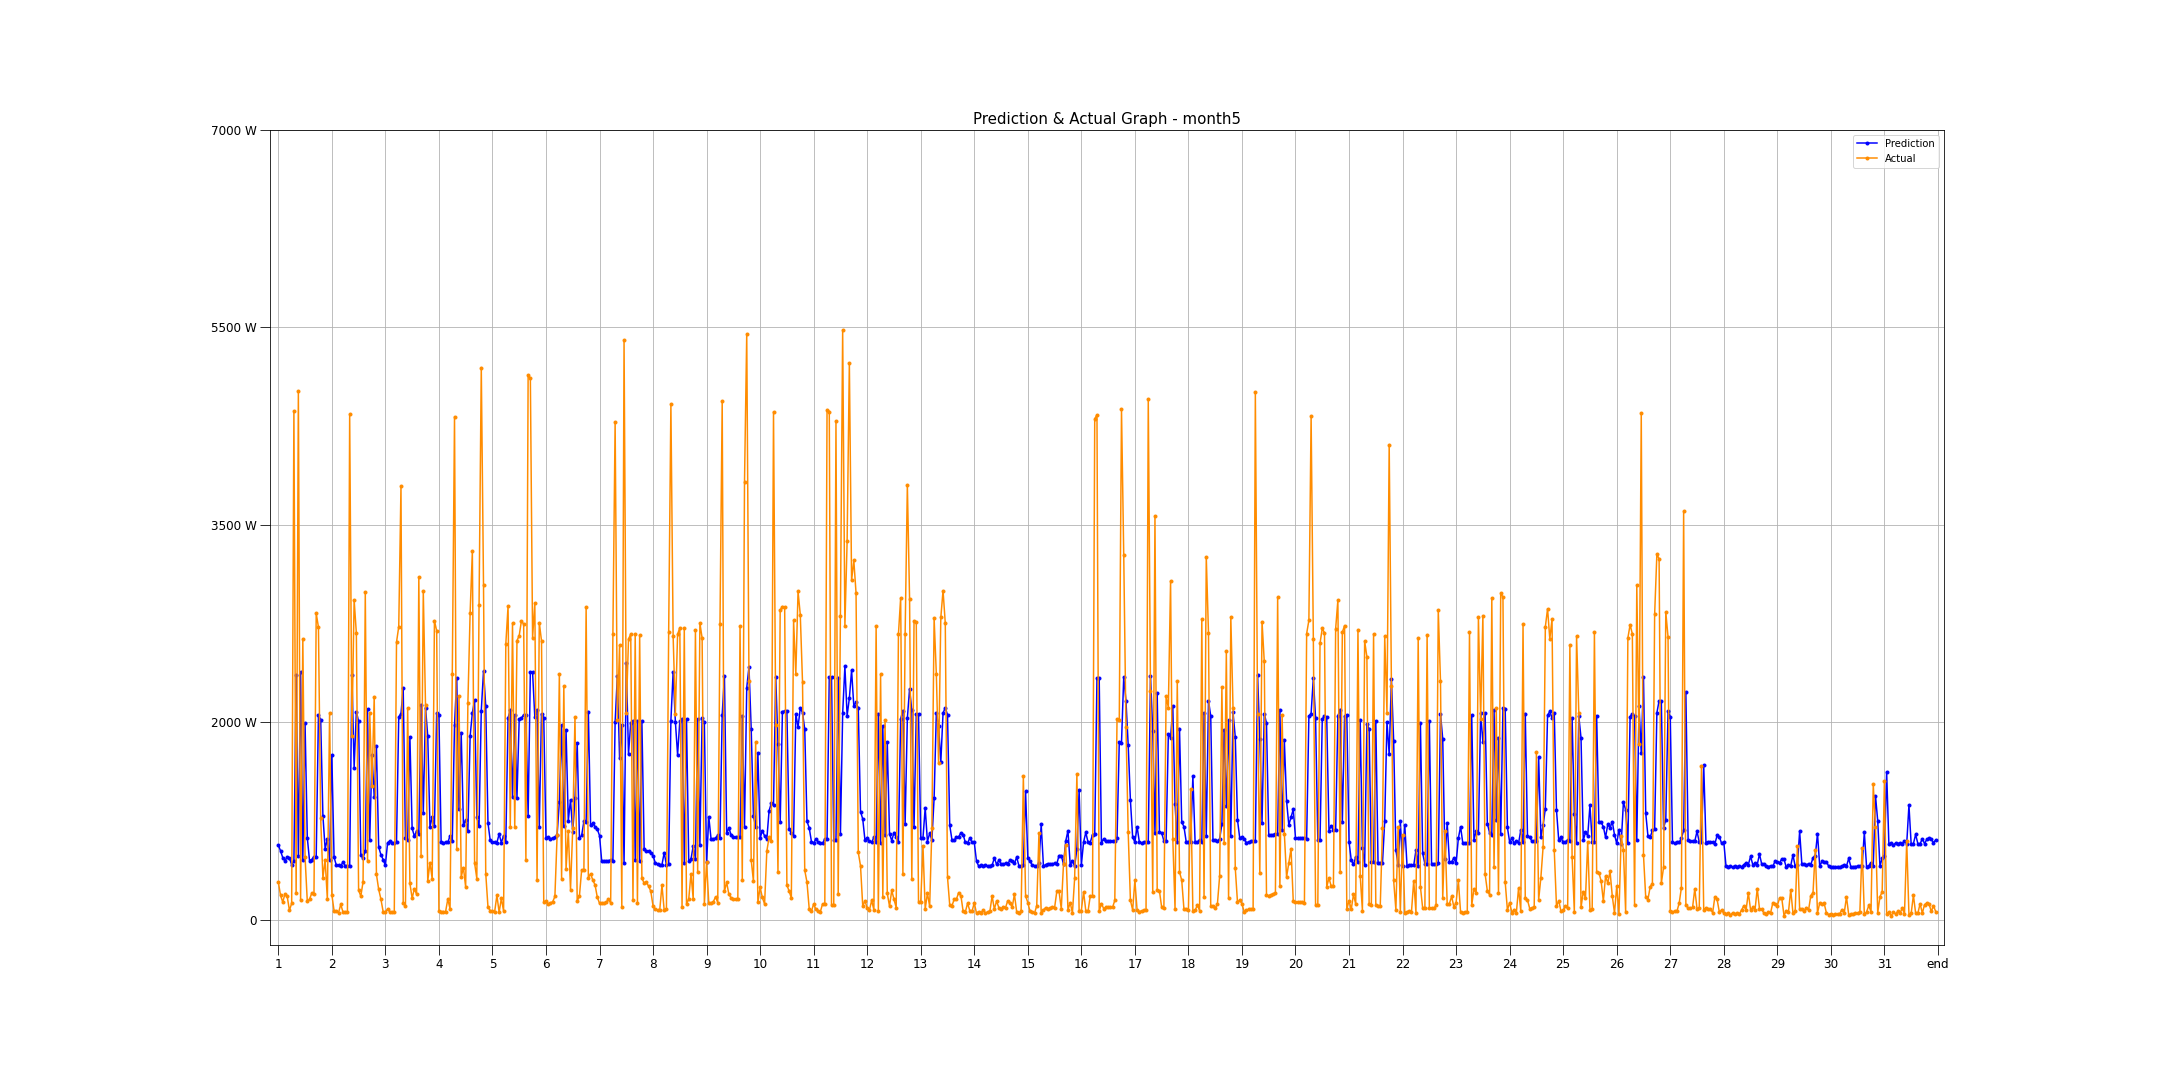 Prediction & Actual Graph - month5
7000 W
5500 W
3500 W
2000 W
0
Prediction
Actual
1 2 3 4 5 6 7 8 9 10 11 12 13 14 15 16 17 18 19 20 21 22 23 24 25 26 27 28 29 30 31 end